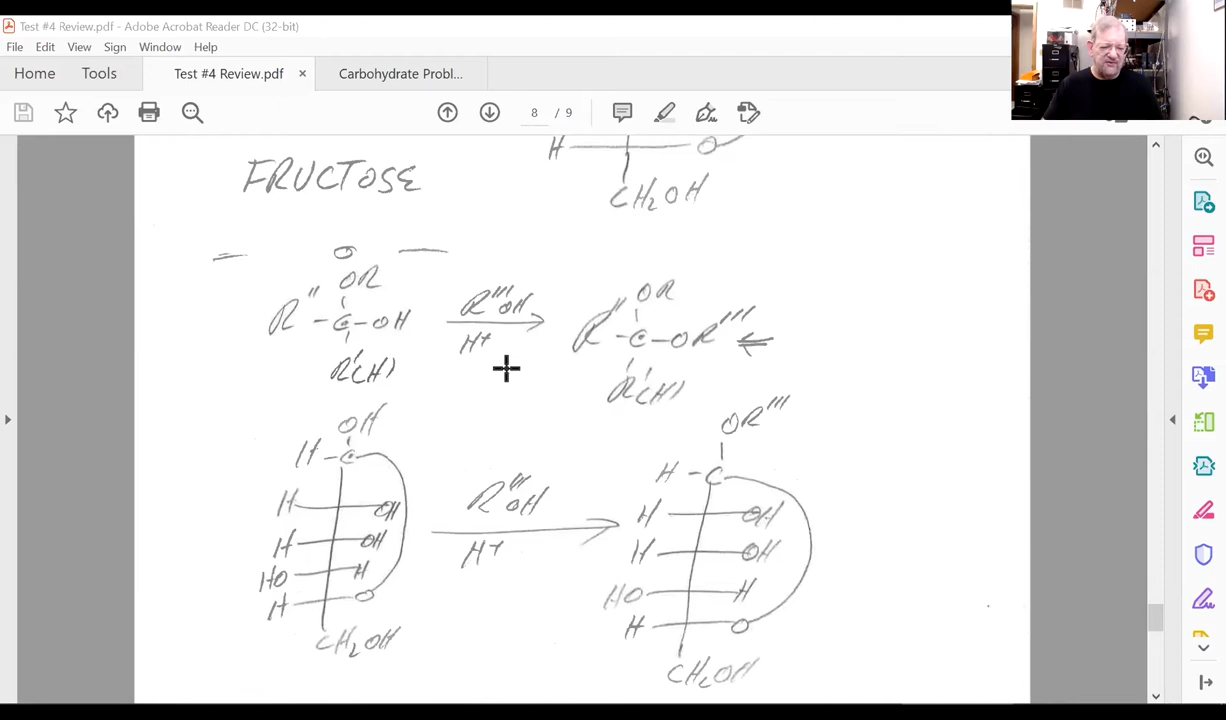 Test #4 Review.pdf - Adobe Acrobat Reader DC (32-bit)
File Edit View Sign Window Help
Home Tools Test #4 Review.pdf × Carbohydrate Probl...
8 / 9
H O
CH2OH
FRUCTOSE
OR
R'' - C - OH
R'(H)
R'''OH
H+
OR
R'' - C - OR'''
R'(H)
OH
H - C
H OH
H OH
HO H
H O
CH2OH
R'''OH
H+
OR'''
H - C
H OH
H OH
HO H
H O
CH2OH